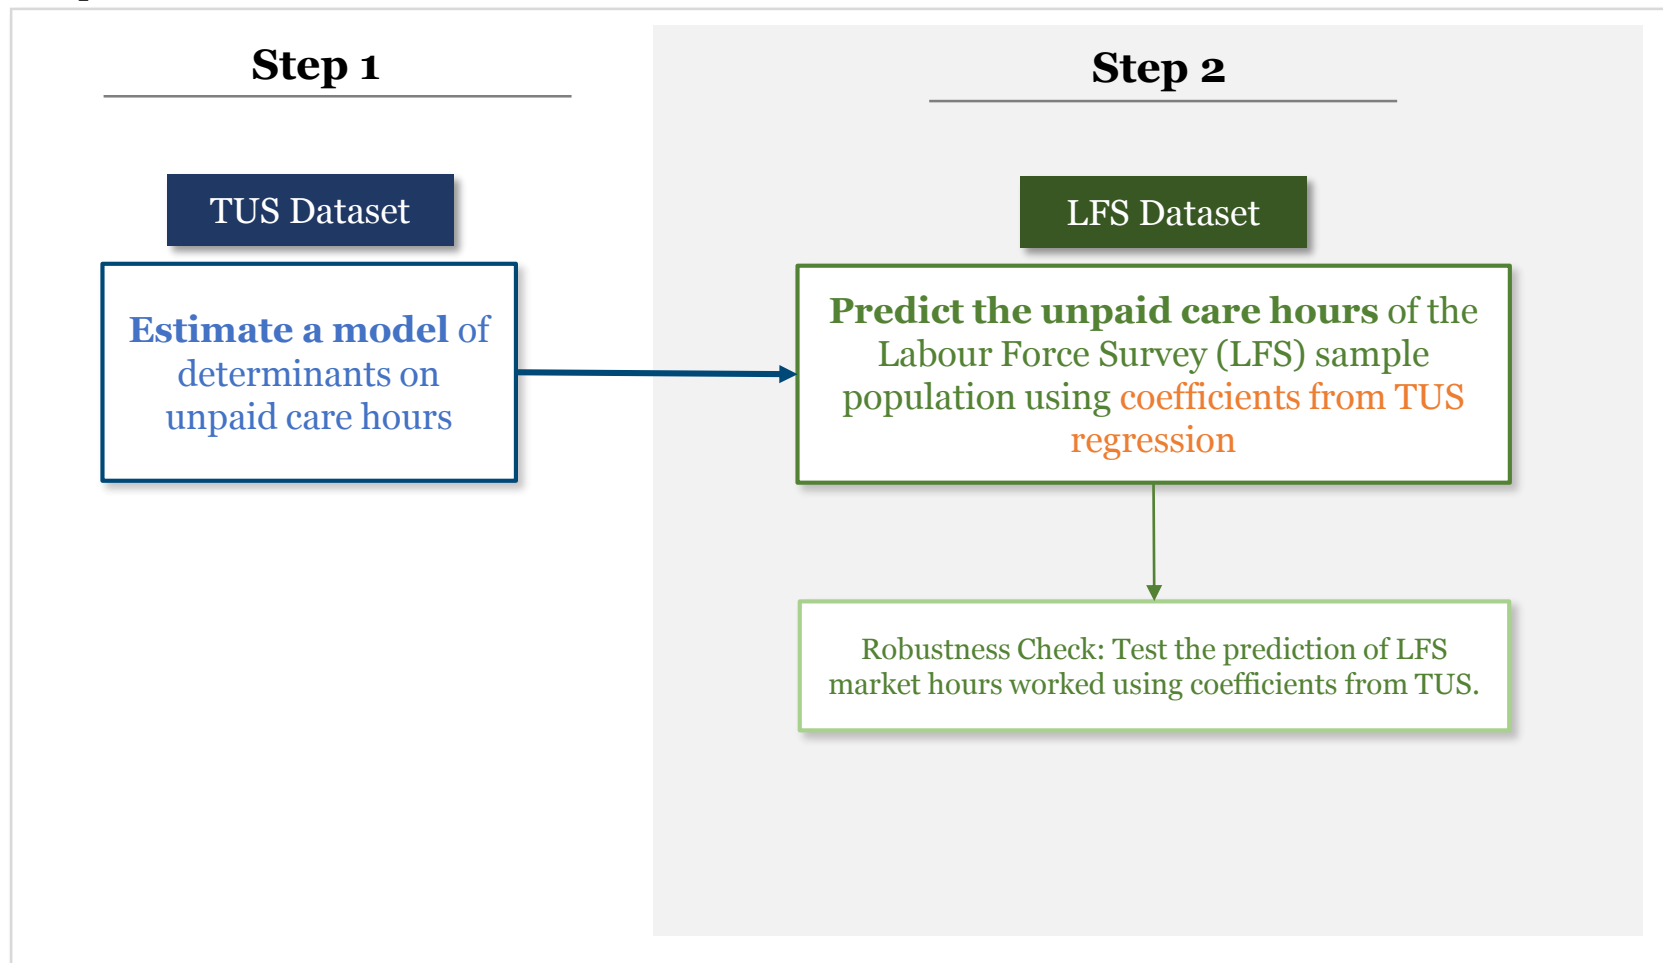 Step 1
TUS Dataset
Estimate a model of
determinants on
unpaid care hours
Step 2
LFS Dataset
Predict the unpaid care hours of the
Labour Force Survey (LFS) sample
population using coefficients from TUS
regression
Robustness Check: Test the prediction of LFS
market hours worked using coefficients from TUS.